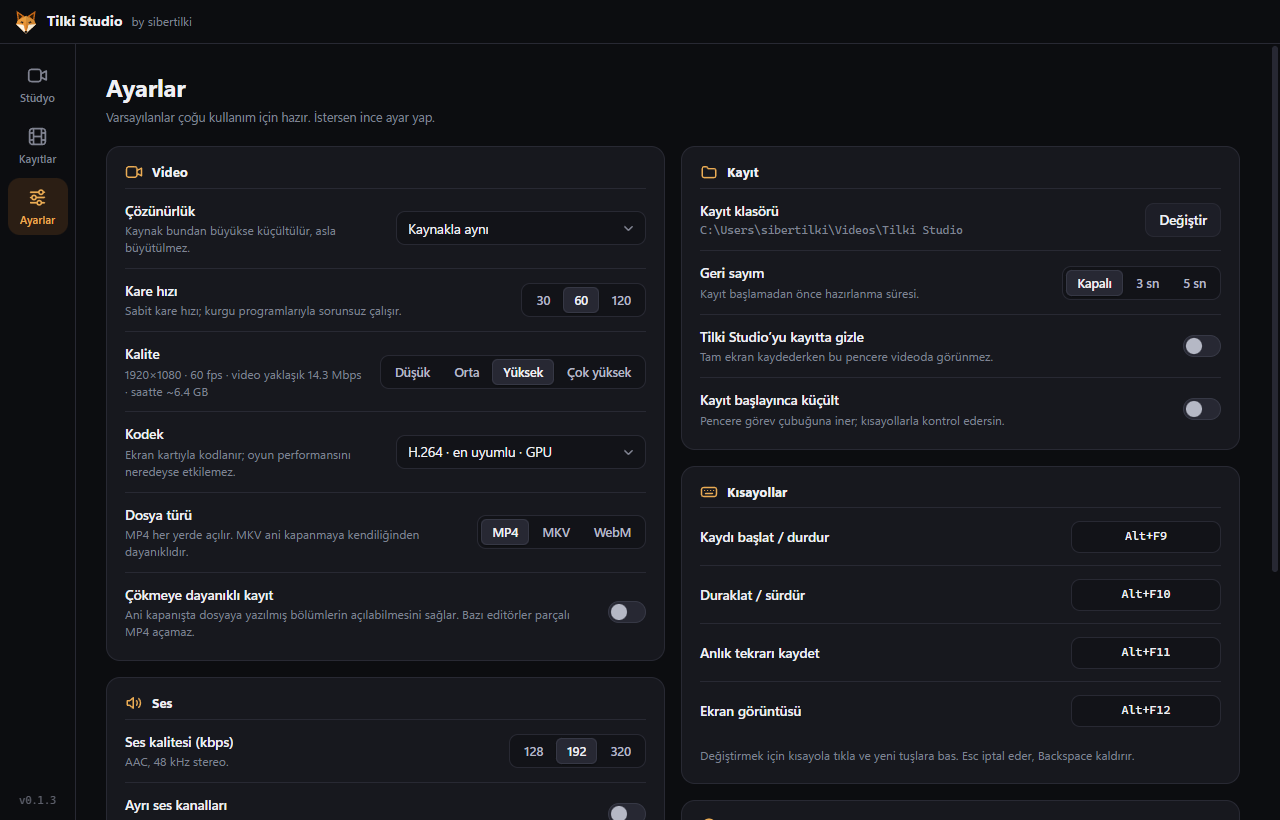 Tilki Studio by sibertilki
Stüdyo
Kayıtlar
Ayarlar
v0.1.3
Ayarlar
Varsayılanlar çoğu kullanım için hazır. İstersen ince ayar yap.
Video
Çözünürlük
Kaynak bundan büyükse küçültülür, asla
büyütülmez.
Kaynakla aynı
Kare hızı
Sabit kare hızı; kurgu programlarıyla sorunsuz çalışır.
30 60 120
Kalite
1920×1080 · 60 fps · video yaklaşık 14.3 Mbps
· saatte ~6.4 GB
Düşük Orta Yüksek Çok yüksek
Kodek
Ekran kartıyla kodlanır; oyun performansını
neredeyse etkilemez.
H.264 · en uyumlu · GPU
Dosya türü
MP4 her yerde açılır. MKV ani kapanmaya kendiliğinden
dayanıklıdır.
MP4 MKV WebM
Çökmeye dayanıklı kayıt
Ani kapanışta dosyaya yazılmış bölümlerin açılabilmesini sağlar. Bazı editörler parçalı
MP4 açamaz.
Ses
Ses kalitesi (kbps)
AAC, 48 kHz stereo.
128 192 320
Ayrı ses kanalları
Kayıt
Kayıt klasörü
C:\Users\sibertilki\Videos\Tilki Studio
Değiştir
Geri sayım
Kayıt başlamadan önce hazırlanma süresi.
Kapalı 3 sn 5 sn
Tilki Studio'yu kayıtta gizle
Tam ekran kaydederken bu pencere videoda görünmez.
Kayıt başlayınca küçült
Pencere görev çubuğuna iner; kısayollarla kontrol edersin.
Kısayollar
Kaydı başlat / durdur
Alt+F9
Duraklat / sürdür
Alt+F10
Anlık tekrarı kaydet
Alt+F11
Ekran görüntüsü
Alt+F12
Değiştirmek için kısayola tıkla ve yeni tuşlara bas. Esc iptal eder, Backspace kaldırır.